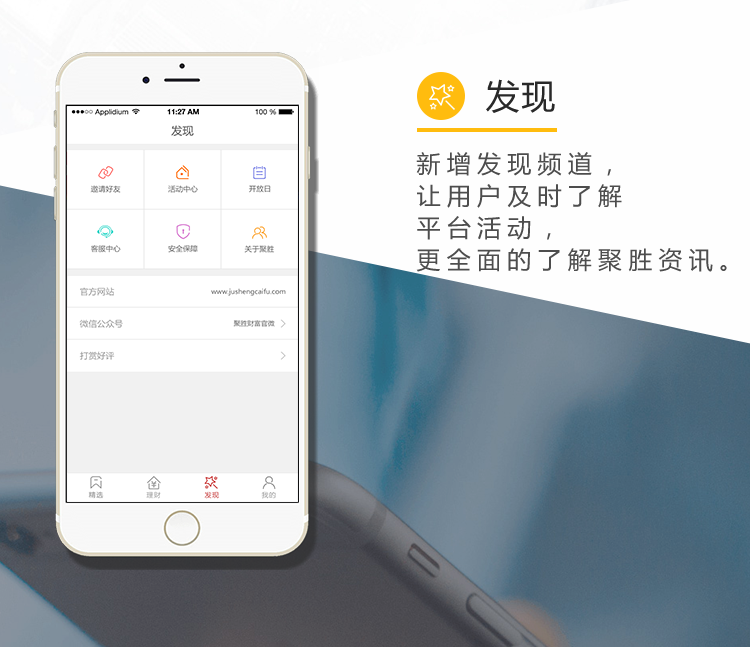 发现
新增发现频道，
让用户及时了解
平台活动，
更全面的了解聚胜资讯。
Applidium 11:27 AM 100 %
发现
邀请好友 活动中心 开放日
客服中心 安全保障 关于聚胜
官方网站 www.jushengcaifu.com
微信公众号 聚胜财富官微
打赏好评
精选 理财 发现 我的